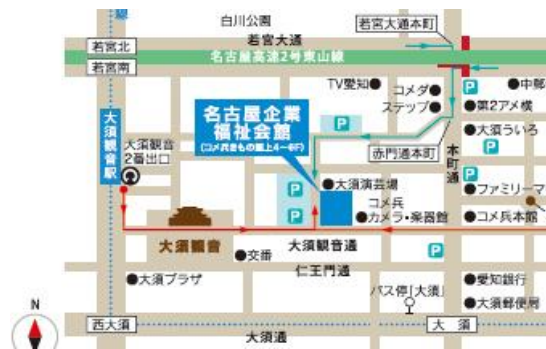 白川公園
若宮大通
若宮大通本町
若宮北
名古屋高速2号東山線
若宮南
TV愛知
コメダ
ステップ
P
中郵
第2アメ横
名古屋企業
福祉会館
(コメ兵きもの館上4~6F)
P
赤門通本町
大須ういろ
P
本町通
大須観音駅
大須観音
2番出口
大須演芸場
P
P
コメ兵
カメラ・楽器館
ファミリーマ
P
コメ兵本館
大須観音
大須観音通
交番
仁王門通
P
大須プラザ
バス停「大須」
愛知銀行
大須郵便局
N
西大須
大須通
大須